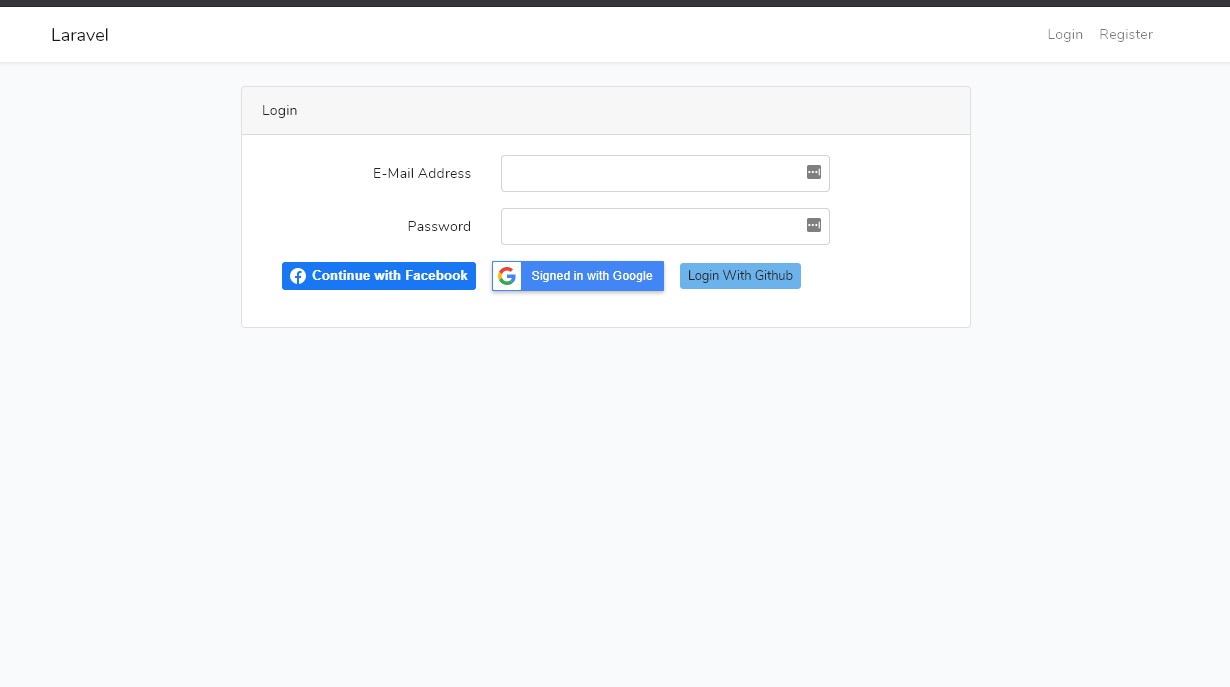 Laravel
Login Register
Login
E-Mail Address
Password
Continue with Facebook
Signed in with Google
Login With Github